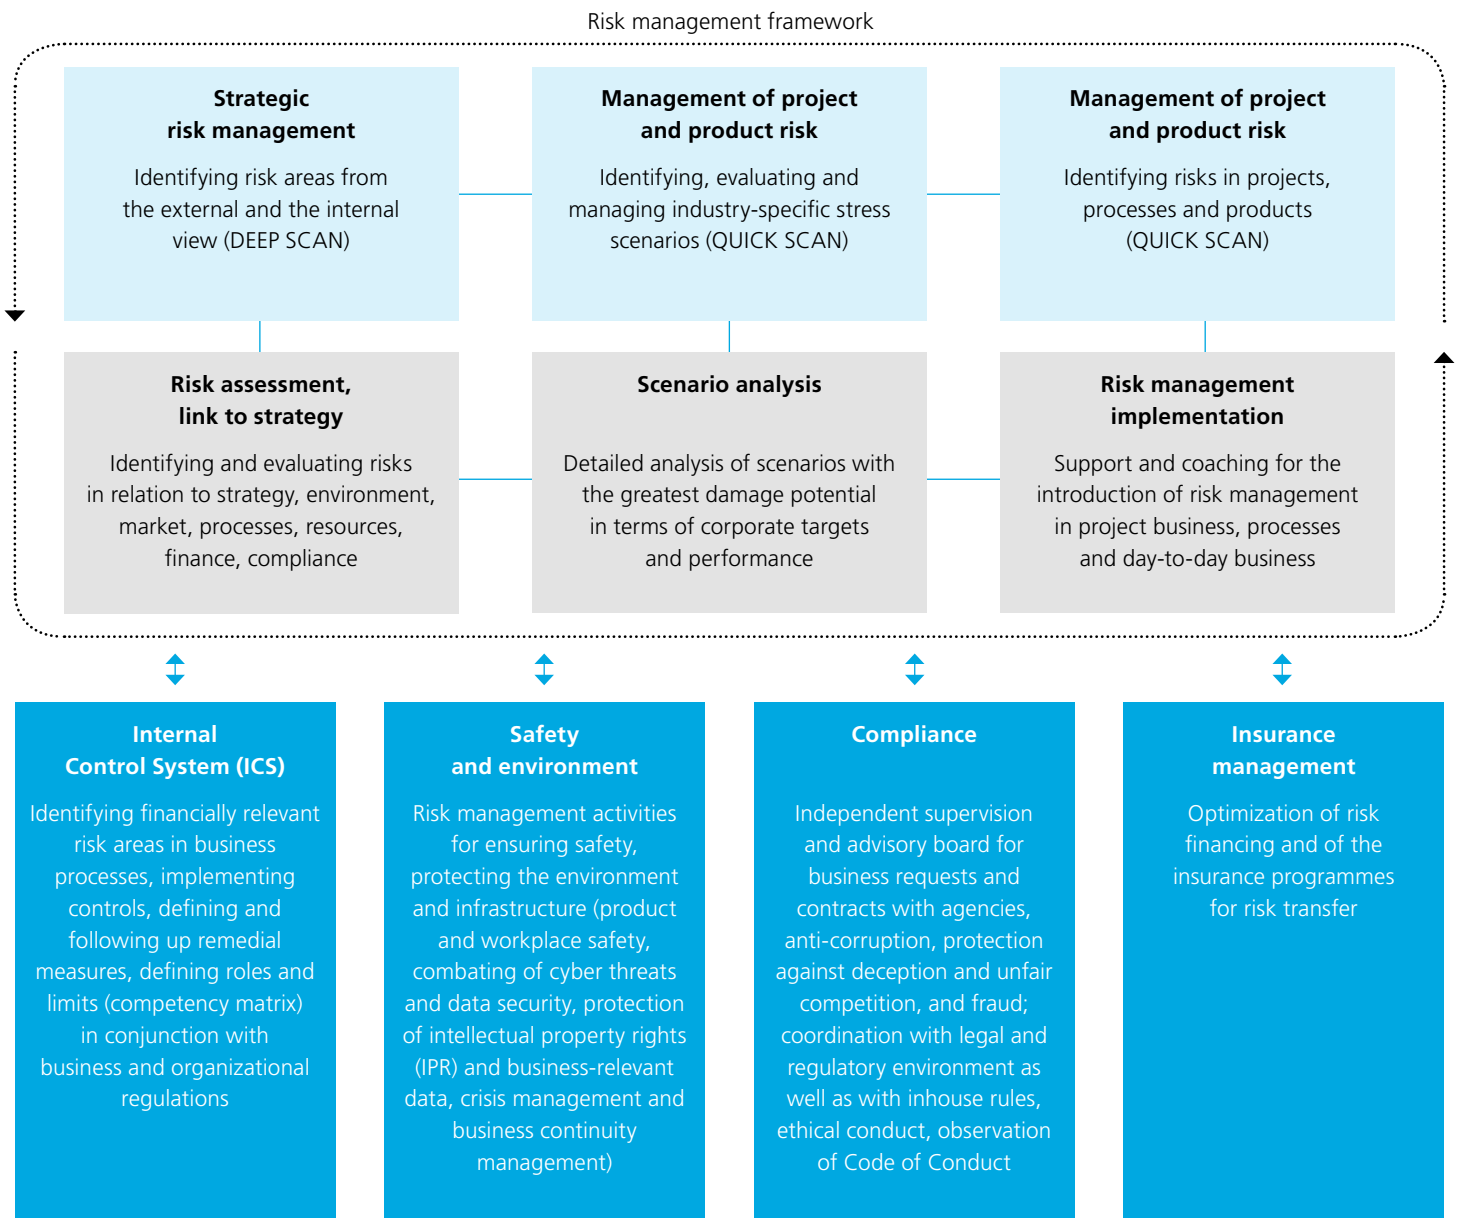 Risk management framework
Strategic
risk management
Identifying risk areas from
the external and the internal
view (DEEP SCAN)
Management of project
and product risk
Identifying, evaluating and
managing industry-specific stress
scenarios (QUICK SCAN)
Management of project
and product risk
Identifying risks in projects,
processes and products
(QUICK SCAN)
Risk assessment,
link to strategy
Identifying and evaluating risks
in relation to strategy, environment,
market, processes, resources,
finance, compliance
Scenario analysis
Detailed analysis of scenarios with
the greatest damage potential
in terms of corporate targets
and performance
Risk management
implementation
Support and coaching for the
introduction of risk management
in project business, processes
and day-to-day business
Internal
Control System (ICS)
Identifying financially relevant
risk areas in business
processes, implementing
controls, defining and
following up remedial
measures, defining roles and
limits (competency matrix)
in conjunction with
business and organizational
regulations
Safety
and environment
Risk management activities
for ensuring safety,
protecting the environment
and infrastructure (product
and workplace safety,
combating of cyber threats
and data security, protection
of intellectual property rights
(IPR) and business-relevant
data, crisis management and
business continuity
management)
Compliance
Independent supervision
and advisory board for
business requests and
contracts with agencies,
anti-corruption, protection
against deception and unfair
competition, and fraud;
coordination with legal and
regulatory environment as
well as with inhouse rules,
ethical conduct, observation
of Code of Conduct
Insurance
management
Optimization of risk
financing and of the
insurance programmes
for risk transfer